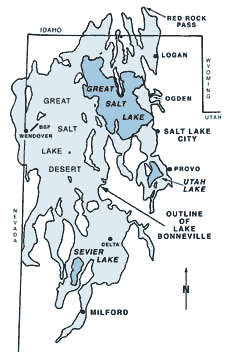 IDAHO
RED ROCK
PASS
LOGAN
WYOMING
GREAT
SALT
LAKE
OGDEN
UTAH
GREAT
SALT
LAKE
DESERT
BSF
WENDOVER
SALT LAKE
CITY
PROVO
UTAH
LAKE
OUTLINE
OF LAKE
BONNEVILLE
NEVADA
DELTA
SEVIER
LAKE
N
MILFORD